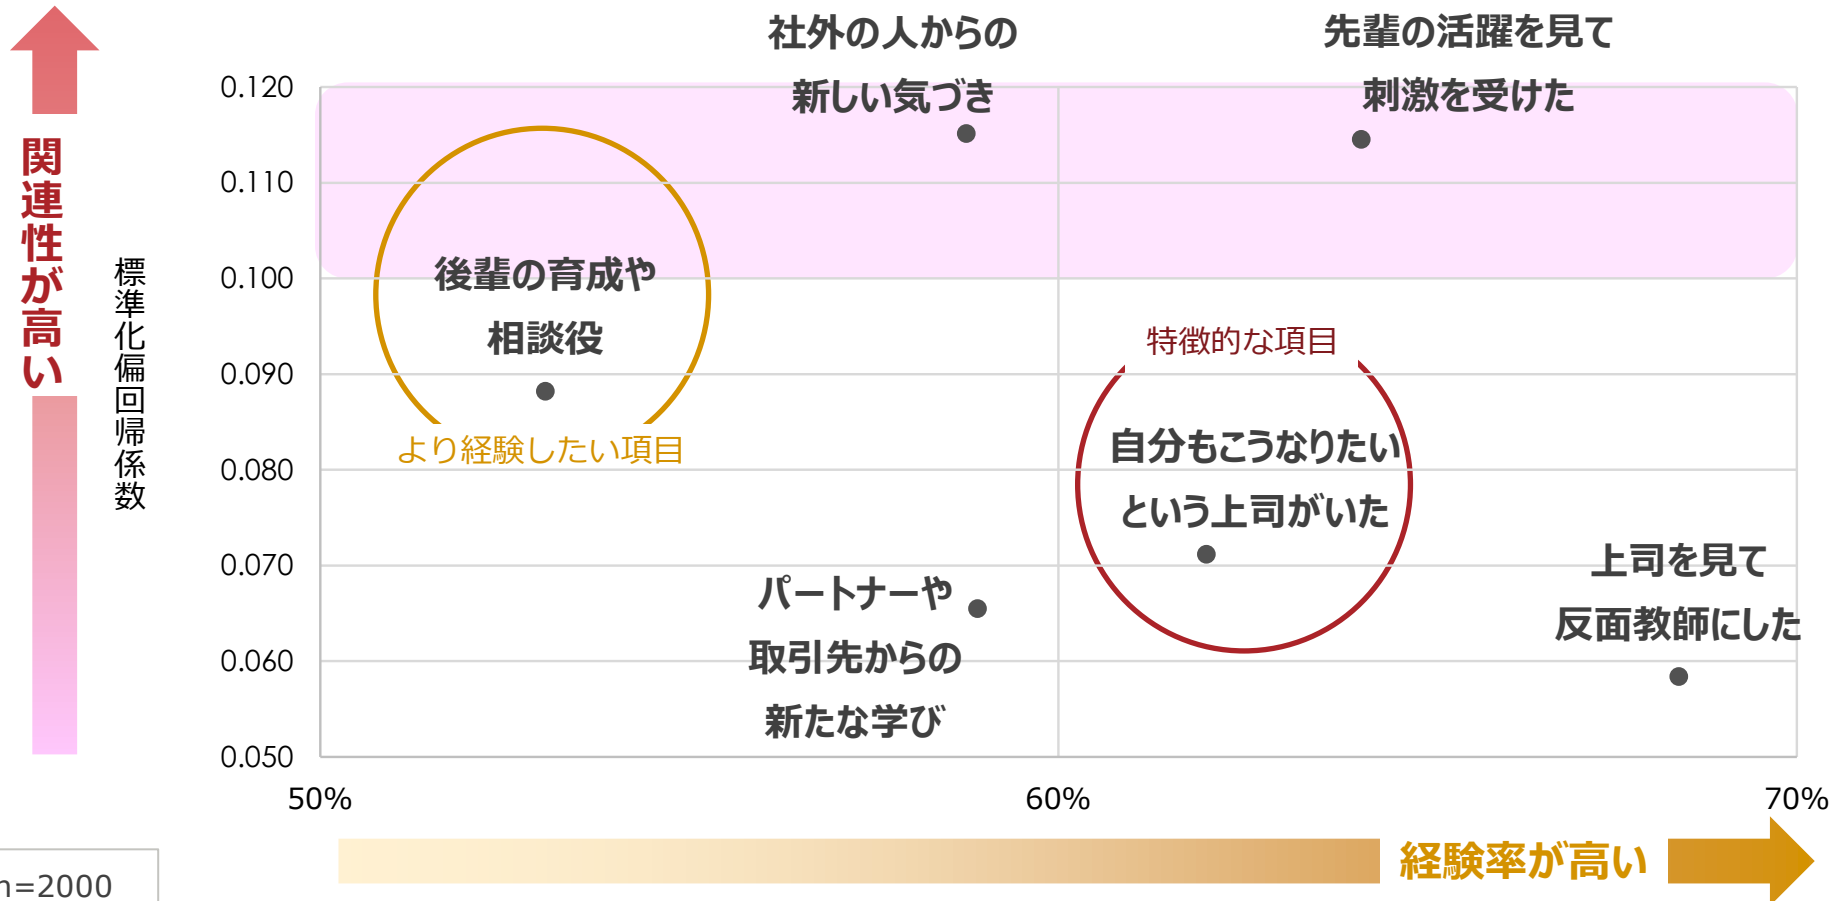 関連性が高い
標準化偏回帰係数
社外の人からの
新しい気づき
先輩の活躍を見て
刺激を受けた
0.120
0.110
0.100
0.090
0.080
0.070
0.060
0.050
後輩の育成や
相談役
より経験したい項目
特徴的な項目
自分もこうなりたい
という上司がいた
パートナーや
取引先からの
新たな学び
上司を見て
反面教師にした
50%
60%
70%
経験率が高い
n=2000